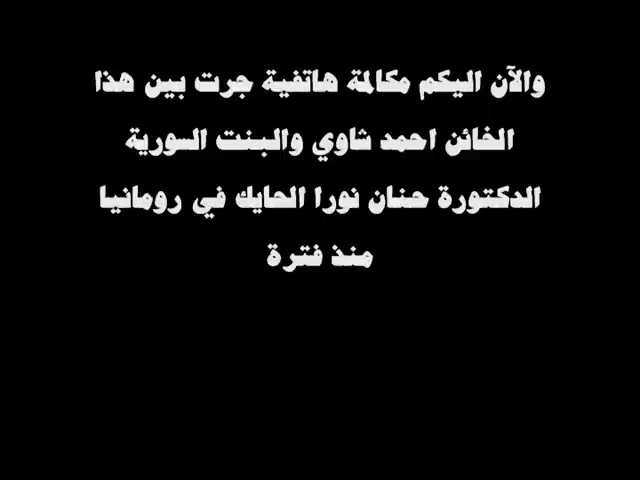 والآن اليكم مكالمة هاتفية جرت بين هذا
الخائن احمد شاوي والبنت السورية
الدكتورة حنان نورا الحايك في رومانيا
منذ فترة